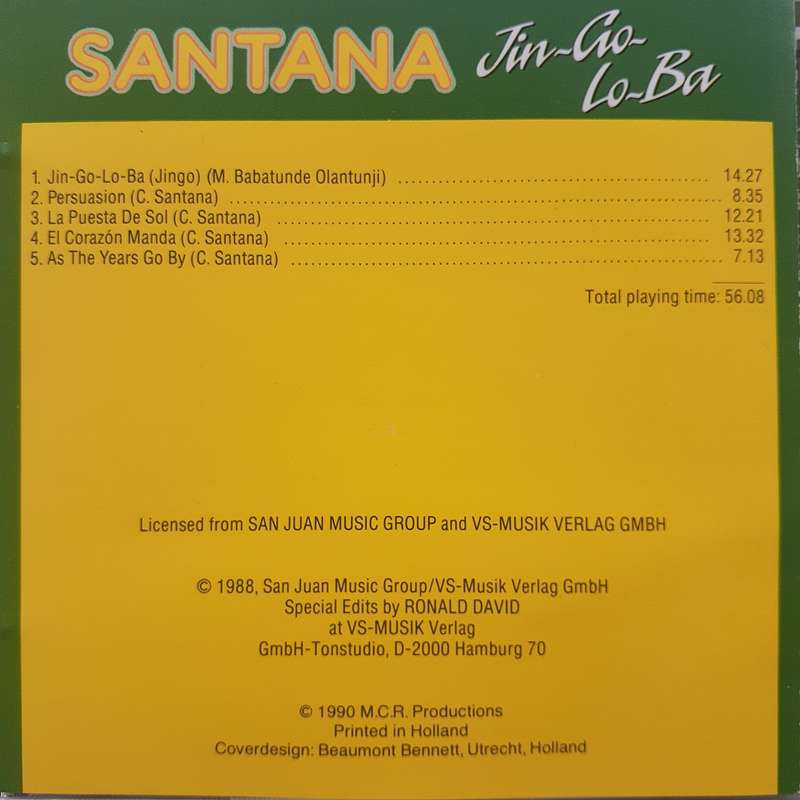 SANTANA Jin-Go-Lo-Ba
1. Jin-Go-Lo-Ba (Jingo) (M. Babatunde Olantunji) 14.27
2. Persuasion (C. Santana) 8.35
3. La Puesta De Sol (C. Santana) 12.21
4. El Corazón Manda (C. Santana) 13.32
5. As The Years Go By (C. Santana) 7.13
Total playing time: 56.08
Licensed from SAN JUAN MUSIC GROUP and VS-MUSIK VERLAG GMBH
© 1988, San Juan Music Group/VS-Musik Verlag GmbH
Special Edits by RONALD DAVID
at VS-MUSIK Verlag
GmbH-Tonstudio, D-2000 Hamburg 70
© 1990 M.C.R. Productions
Printed in Holland
Coverdesign: Beaumont Bennett, Utrecht, Holland